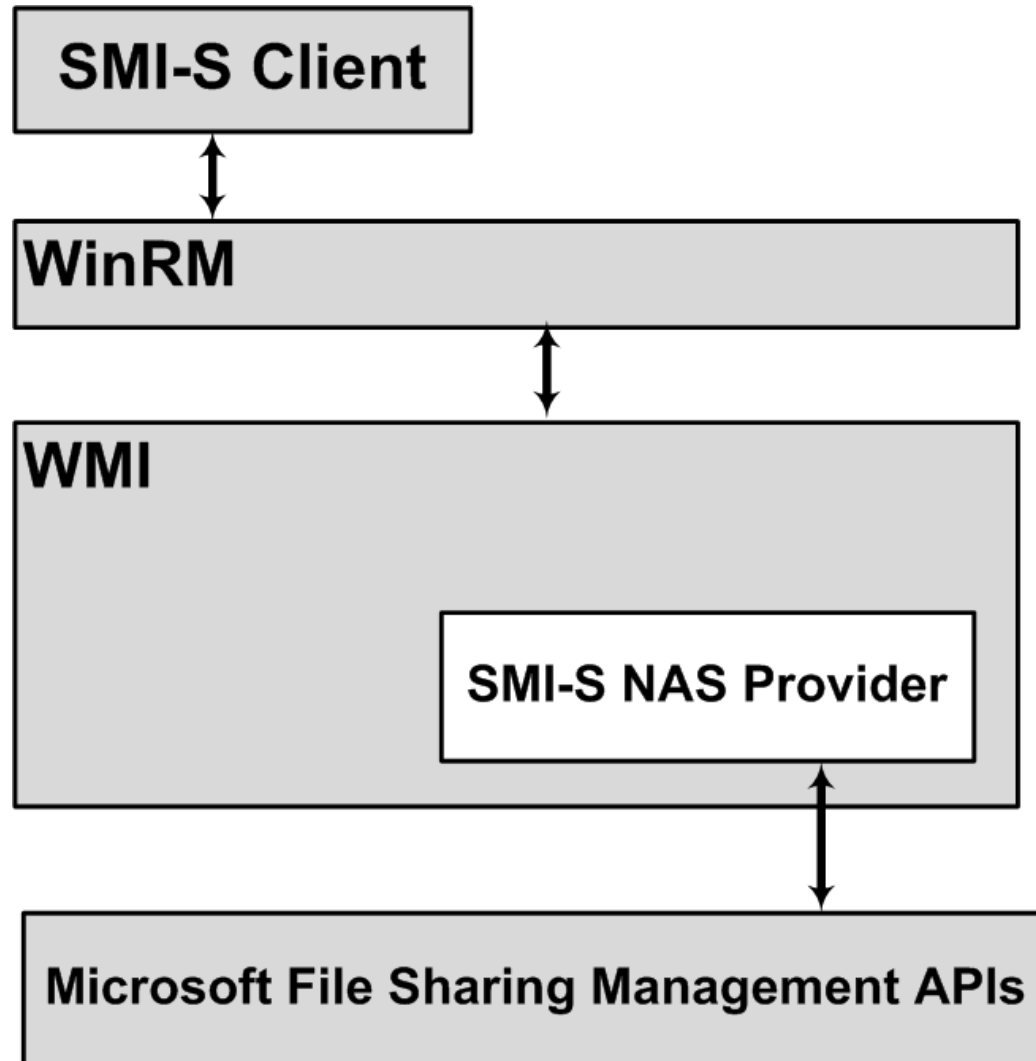 SMI-S Client
WinRM
WMI
SMI-S NAS Provider
Microsoft File Sharing Management APIs